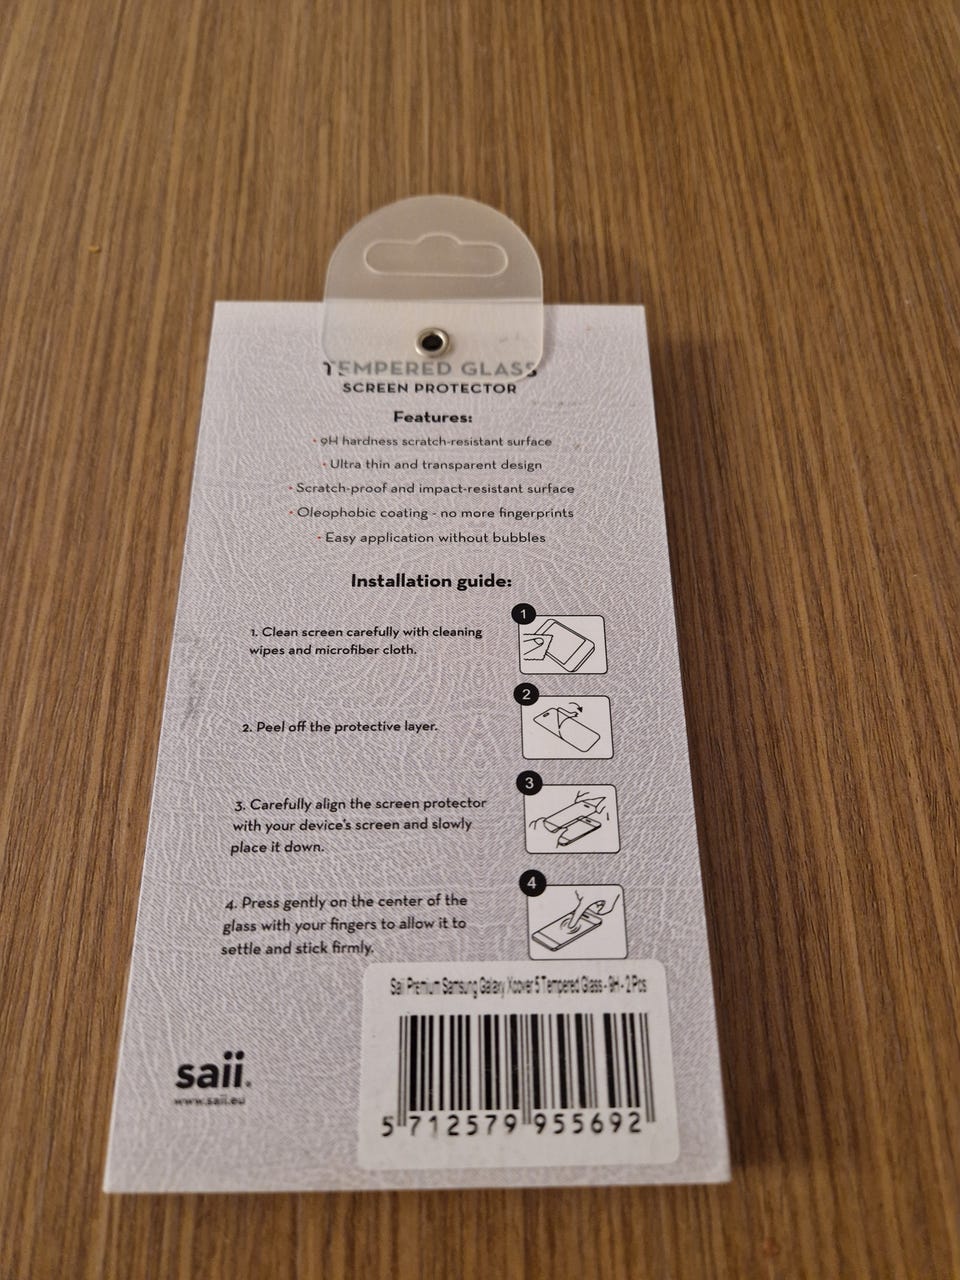 TEMPERED GLASS
SCREEN PROTECTOR
Features:
• 9H hardness scratch-resistant surface
• Ultra thin and transparent design
• Scratch-proof and impact-resistant surface
• Oleophobic coating - no more fingerprints
• Easy application without bubbles
Installation guide:
1. Clean screen carefully with cleaning
wipes and microfiber cloth.
1
2. Peel off the protective layer.
2
3. Carefully align the screen protector
with your device's screen and slowly
place it down.
3
4. Press gently on the center of the
glass with your fingers to allow it to
settle and stick firmly.
4
Saii Premium Samsung Galaxy Xcover 5 Tempered Glass - 9H - 2 Pcs
saii.
www.saii.eu
5 712579 955692